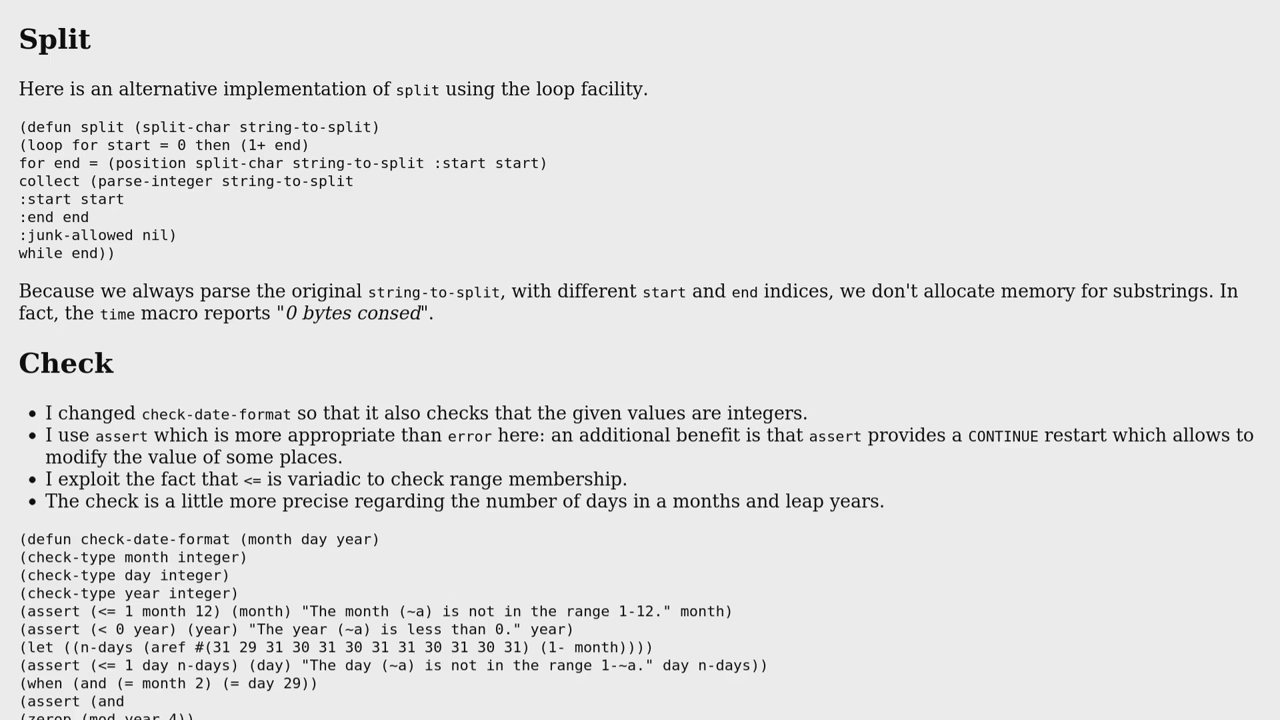 Split
Here is an alternative implementation of split using the loop facility.
(defun split (split-char string-to-split)
(loop for start = 0 then (1+ end)
for end = (position split-char string-to-split :start start)
collect (parse-integer string-to-split
:start start
:end end
:junk-allowed nil)
while end))
Because we always parse the original string-to-split, with different start and end indices, we don't allocate memory for substrings. In
fact, the time macro reports "0 bytes consed".
Check
• I changed check-date-format so that it also checks that the given values are integers.
• I use assert which is more appropriate than error here: an additional benefit is that assert provides a CONTINUE restart which allows to
modify the value of some places.
• I exploit the fact that <= is variadic to check range membership.
• The check is a little more precise regarding the number of days in a months and leap years.
(defun check-date-format (month day year)
(check-type month integer)
(check-type day integer)
(check-type year integer)
(assert (<= 1 month 12) (month) "The month (~a) is not in the range 1-12." month)
(assert (< 0 year) (year) "The year (~a) is less than 0." year)
(let ((n-days (aref #(31 29 31 30 31 30 31 31 30 31 30 31) (1- month))))
(assert (<= 1 day n-days) (day) "The day (~a) is not in the range 1-~a." day n-days))
(when (and (= month 2) (= day 29))
(assert (and
(zerop (mod year 4))